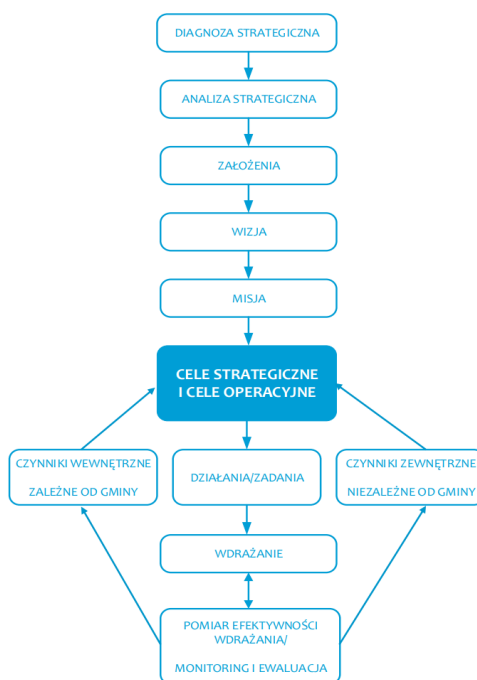 DIAGNOZA STRATEGICZNA
ANALIZA STRATEGICZNA
ZAŁOŻENIA
WIZJA
MISJA
CELE STRATEGICZNE
I CELE OPERACYJNE
CZYNNIKI WEWNĘTRZNE
ZALEŻNE OD GMINY
DZIAŁANIA/ZADANIA
CZYNNIKI ZEWNĘTRZNE
NIEZALEŻNE OD GMINY
WDRAŻANIE
POMIAR EFEKTYWNOŚCI
WDRAŻANIA/
MONITORING I EWALUACJA